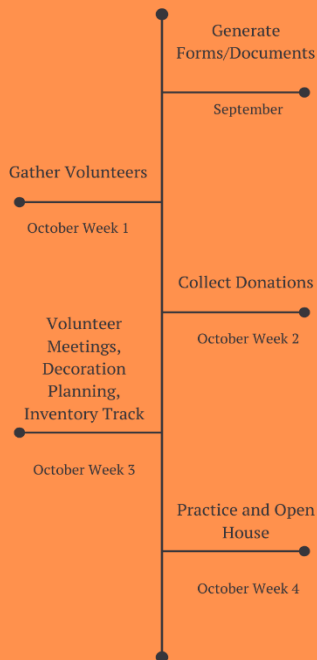 Generate
Forms/Documents
September
Gather Volunteers
October Week 1
Collect Donations
October Week 2
Volunteer
Meetings,
Decoration
Planning,
Inventory Track
October Week 3
Practice and Open
House
October Week 4